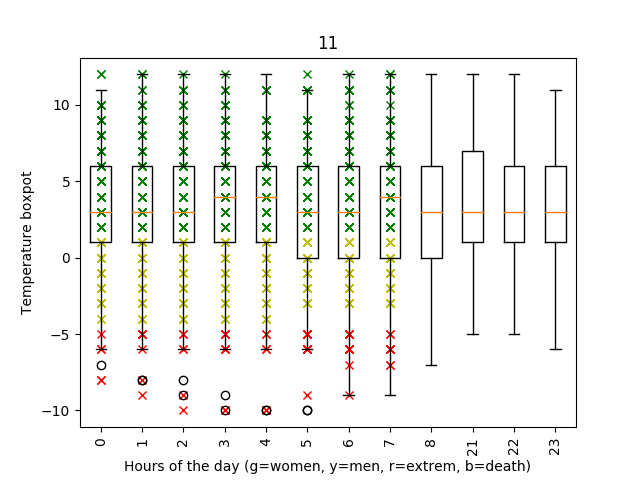 11
10
5
0
−5
−10
Temperature boxpot
0 1 2 3 4 5 6 7 8 21 22 23
Hours of the day (g=women, y=men, r=extrem, b=death)